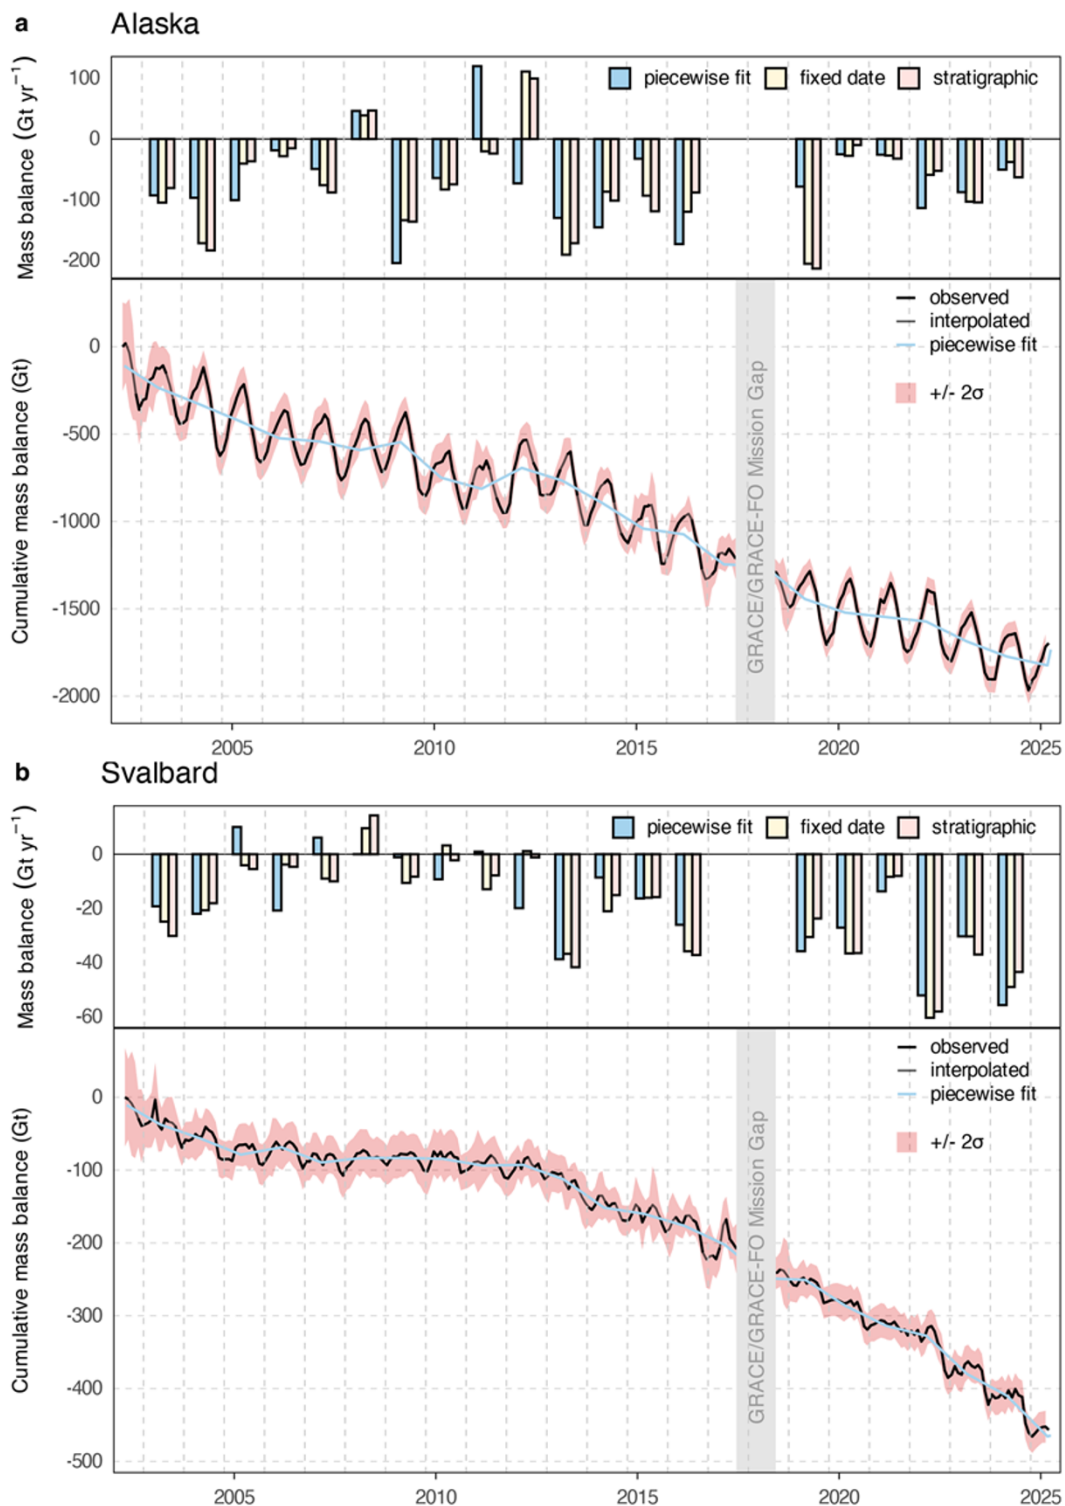 a Alaska
Mass balance (Gt yr⁻¹)
100
0
-100
-200
piecewise fit fixed date stratigraphic
Cumulative mass balance (Gt)
0
-500
-1000
-1500
-2000
observed
interpolated
piecewise fit
+/- 2σ
GRACE/GRACE-FO Mission Gap
2005 2010 2015 2020 2025
b Svalbard
Mass balance (Gt yr⁻¹)
0
-20
-40
-60
piecewise fit fixed date stratigraphic
Cumulative mass balance (Gt)
0
-100
-200
-300
-400
-500
observed
interpolated
piecewise fit
+/- 2σ
GRACE/GRACE-FO Mission Gap
2005 2010 2015 2020 2025